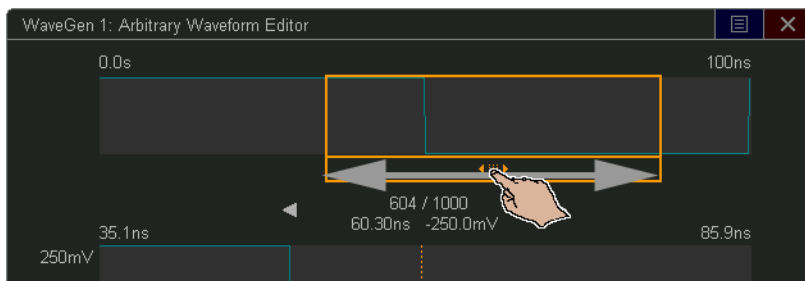 WaveGen 1: Arbitrary Waveform Editor
0.0s 100ns
604 / 1000
60.30ns -250.0mV
35.1ns 85.9ns
250mV